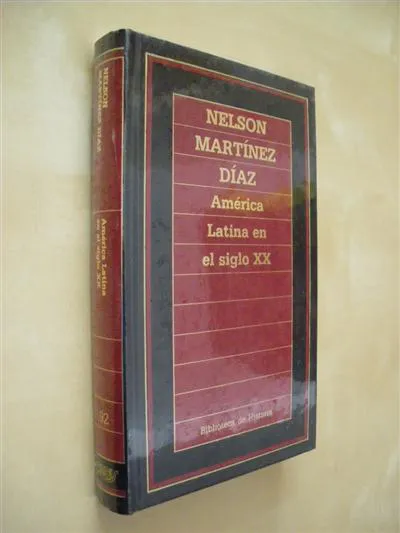 NELSON
MARTÍNEZ
DÍAZ
América
Latina en
el siglo XX
Biblioteca de Historia
NELSON
MARTÍNEZ DÍAZ
América Latina
en el siglo XX
92